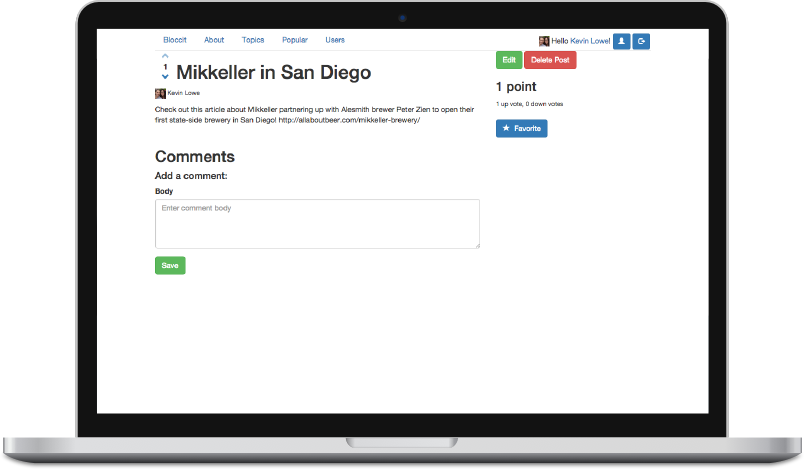 Bloccit About Topics Popular Users Hello Kevin Lowe!
1
Mikkeller in San Diego
Kevin Lowe
Check out this article about Mikkeller partnering up with Alesmith brewer Peter Zien to open their
first state-side brewery in San Diego! http://allaboutbeer.com/mikkeller-brewery/
Edit Delete Post
1 point
1 up vote, 0 down votes
Favorite
Comments
Add a comment:
Body
Enter comment body
Save